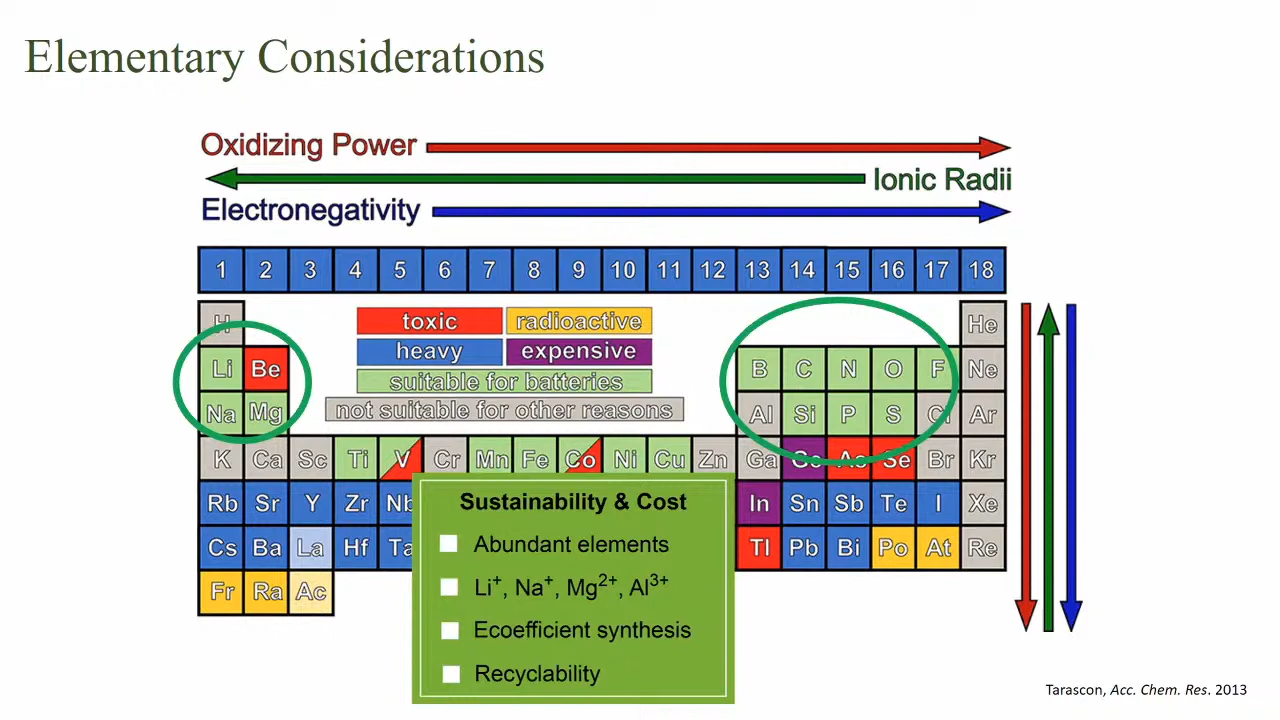 Elementary Considerations
Oxidizing Power
Ionic Radii
Electronegativity
1 2 3 4 5 6 7 8 9 10 11 12 13 14 15 16 17 18
H He
toxic radioactive
heavy expensive
suitable for batteries
not suitable for other reasons
Li Be B C N O F Ne
Na Mg Al Si P S Cl Ar
K Ca Sc Ti V Cr Mn Fe Co Ni Cu Zn Ga Ge As Se Br Kr
Rb Sr Y Zr Nb In Sn Sb Te I Xe
Cs Ba La Hf Ta Tl Pb Bi Po At Re
Fr Ra Ac
Sustainability & Cost
Abundant elements
Li⁺, Na⁺, Mg²⁺, Al³⁺
Ecoefficient synthesis
Recyclability
Tarascon, Acc. Chem. Res. 2013